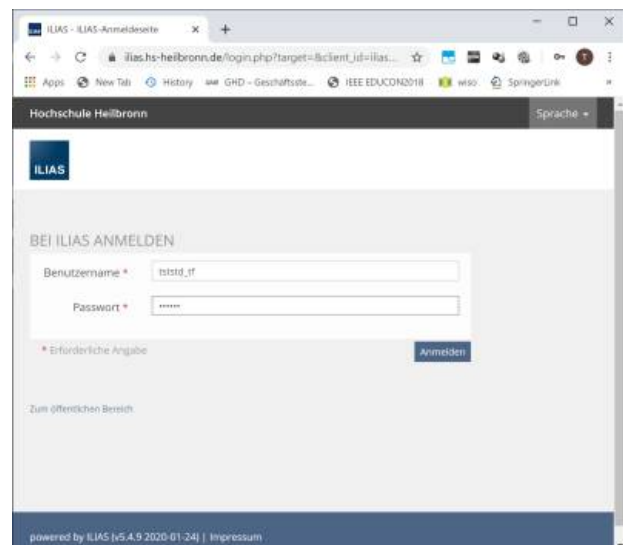 ILIAS - ILIAS-Anmeldeseite
ilias.hs-heilbronn.de/login.php?target=&client_id=ilias...
Apps New Tab History GHD – Geschäftsste... IEEE EDUCON2018 wiso SpringerLink »
Hochschule Heilbronn Sprache
ILIAS
BEI ILIAS ANMELDEN
Benutzername *
Passwort * ••••••
* Erforderliche Angabe Anmelden
Zum öffentlichen Bereich
powered by ILIAS (v5.4.9 2020-01-24) | Impressum